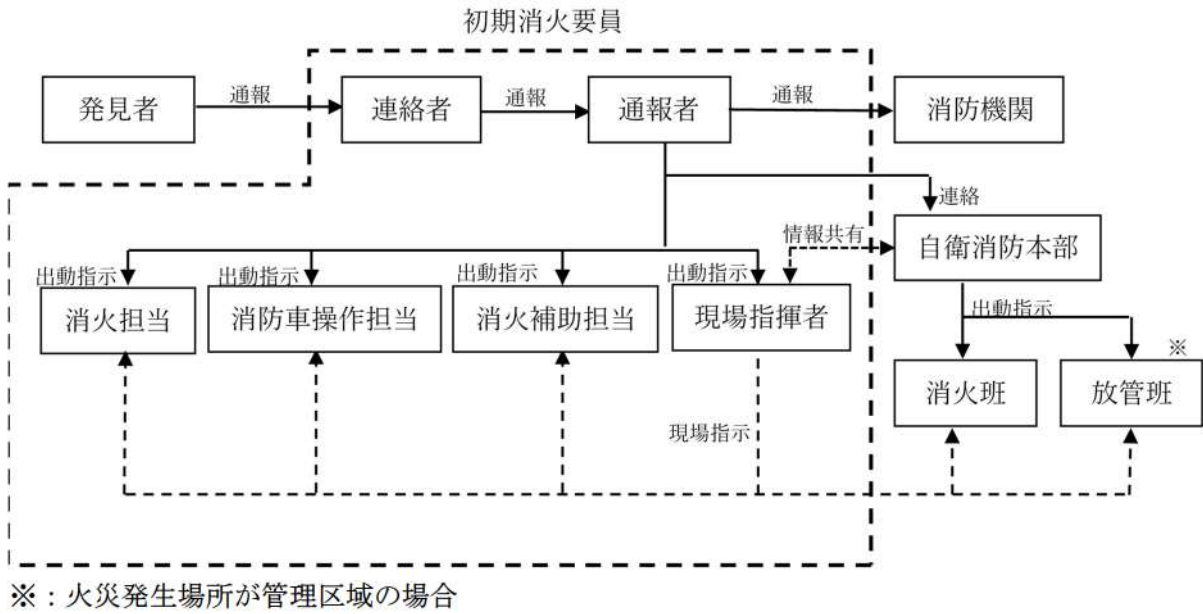 初期消火要員
発見者
通報
連絡者
通報
通報者
通報
消防機関
連絡
情報共有
自衛消防本部
出動指示
出動指示
出動指示
出動指示
消火担当
消防車操作担当
消火補助担当
現場指揮者
出動指示
※
消火班
放管班
現場指示
※：火災発生場所が管理区域の場合